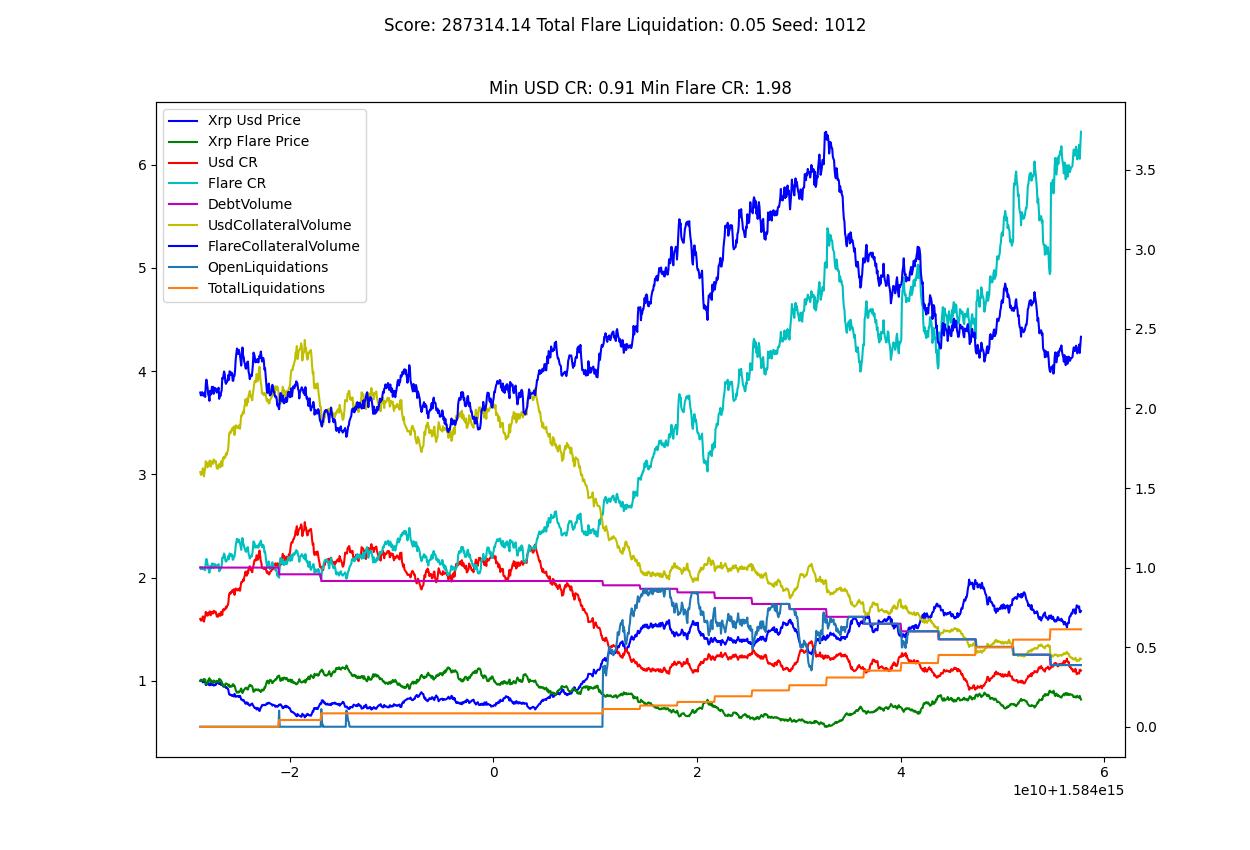 Score: 287314.14 Total Flare Liquidation: 0.05 Seed: 1012
Min USD CR: 0.91 Min Flare CR: 1.98
Xrp Usd Price
Xrp Flare Price
Usd CR
Flare CR
DebtVolume
UsdCollateralVolume
FlareCollateralVolume
OpenLiquidations
TotalLiquidations
6
5
4
3
2
1
3.5
3.0
2.5
2.0
1.5
1.0
0.5
0.0
−2
0
2
4
6
1e10+1.584e15